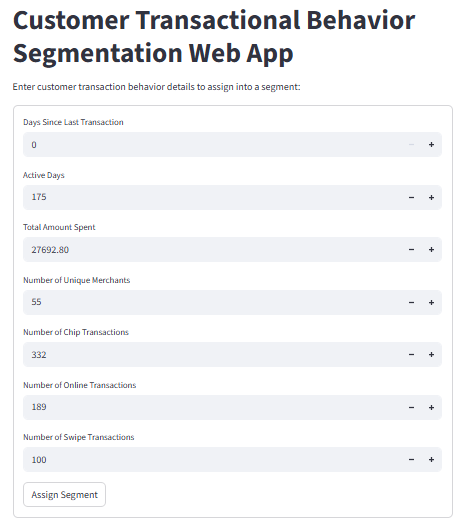 Customer Transactional Behavior
Segmentation Web App
Enter customer transaction behavior details to assign into a segment:
Days Since Last Transaction
0 − +
Active Days
175 − +
Total Amount Spent
27692.80 − +
Number of Unique Merchants
55 − +
Number of Chip Transactions
332 − +
Number of Online Transactions
189 − +
Number of Swipe Transactions
100 − +
Assign Segment